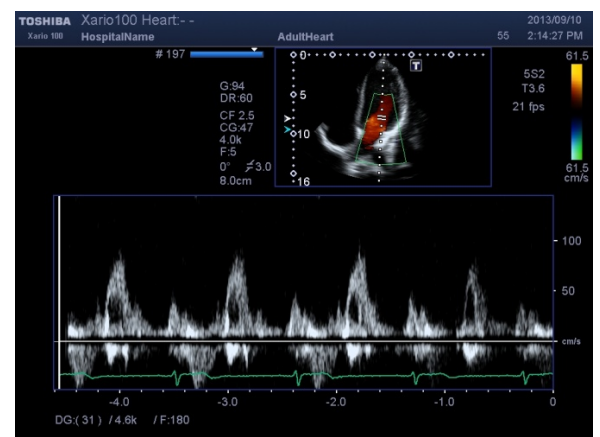 TOSHIBA Xario100 Heart:- - 2013/09/10
Xario 100 HospitalName AdultHeart 55 2:14:27 PM
# 197
T
0
5
10
16
G:94
DR:60
CF 2.5
CG:47
4.0k
F:5
0° 3.0
8.0cm
61.5
5S2
T3.6
21 fps
61.5
cm/s
100
50
cm/s
-4.0 -3.0 -2.0 -1.0 0
DG:( 31 ) / 4.6k / F:180